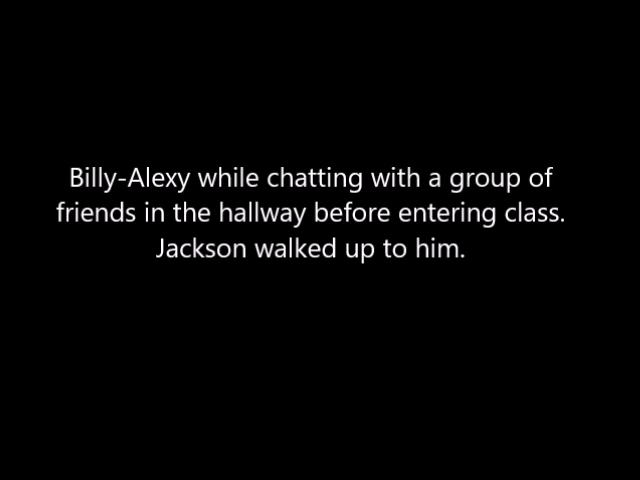 Billy-Alexy while chatting with a group of
friends in the hallway before entering class.
Jackson walked up to him.